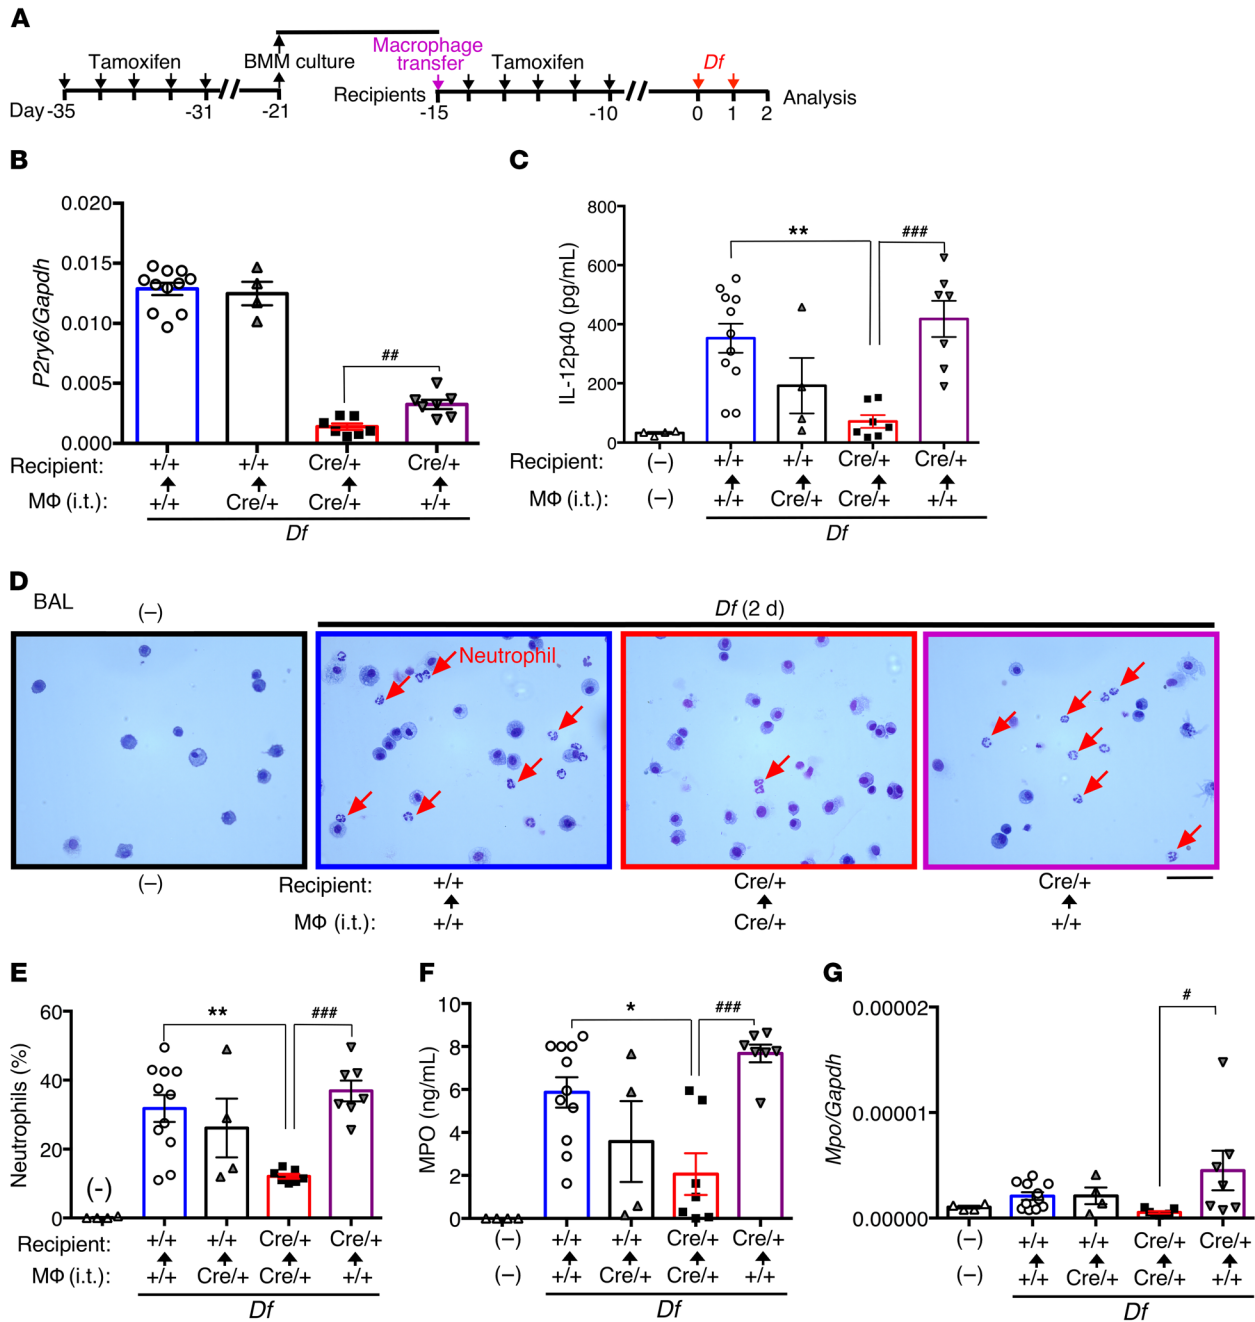 A
Tamoxifen
BMM culture
Macrophage
transfer
Tamoxifen
Df
Recipients
Analysis
Day -35
-31
-21
-15
-10
0
1
2
B
0.020
0.015
0.010
0.005
0.000
P2ry6/Gapdh
##
Recipient:
+/+
+/+
Cre/+
Cre/+
MΦ (i.t.):
+/+
Cre/+
Cre/+
+/+
Df
C
800
600
400
200
0
IL-12p40 (pg/mL)
**
###
Recipient:
(–)
+/+
+/+
Cre/+
Cre/+
MΦ (i.t.):
(–)
+/+
Cre/+
Cre/+
+/+
Df
D
BAL
(–)
Df (2 d)
Neutrophil
(–)
Recipient:
+/+
Cre/+
Cre/+
MΦ (i.t.):
+/+
Cre/+
+/+
E
60
40
20
0
Neutrophils (%)
**
###
(-)
Recipient:
+/+
+/+
Cre/+
Cre/+
MΦ (i.t.):
+/+
Cre/+
Cre/+
+/+
Df
F
10
8
6
4
2
0
MPO (ng/mL)
*
###
(–)
+/+
+/+
Cre/+
Cre/+
(–)
+/+
Cre/+
Cre/+
+/+
Df
G
0.00002
0.00001
0.00000
Mpo/Gapdh
#
(–)
+/+
+/+
Cre/+
Cre/+
(–)
+/+
Cre/+
Cre/+
+/+
Df